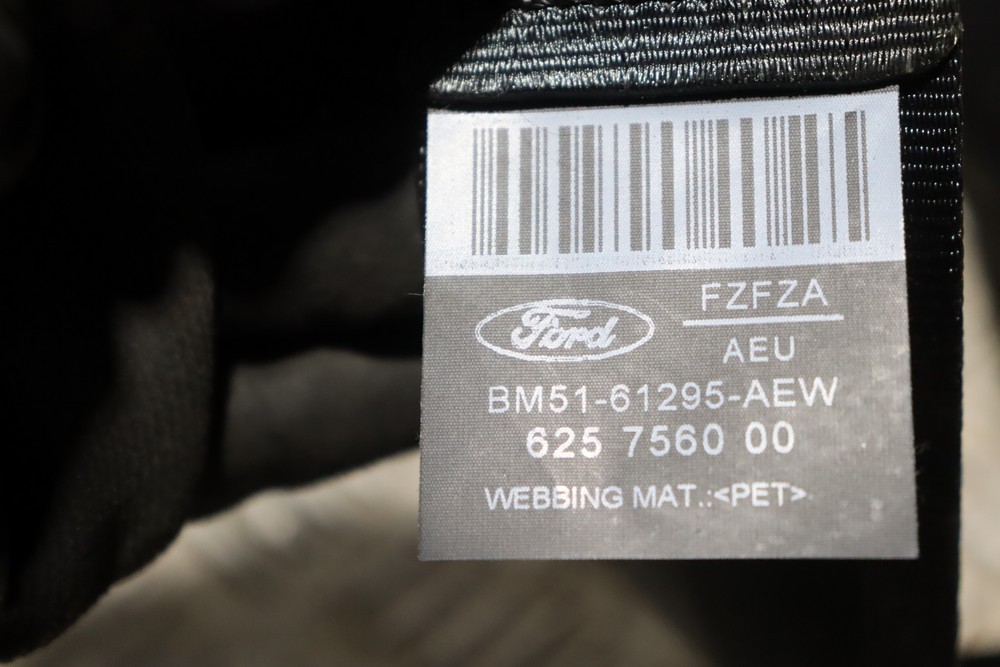 FZFZA
Ford
AEU
BM51-61295-AEW
625 7560 00
WEBBING MAT.:<PET>